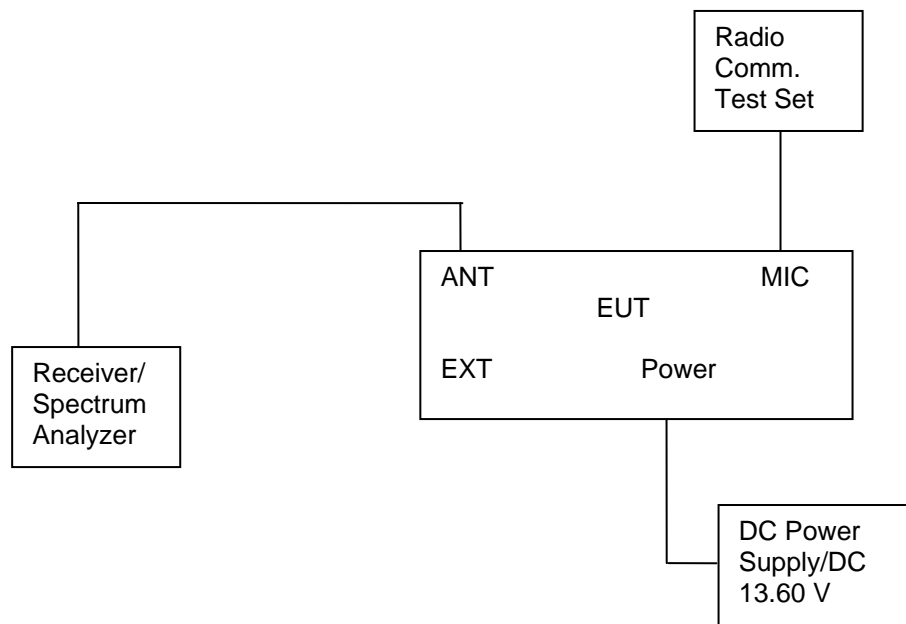 Radio
Comm.
Test Set
ANT
MIC
EUT
EXT
Power
Receiver/
Spectrum
Analyzer
DC Power
Supply/DC
13.60 V